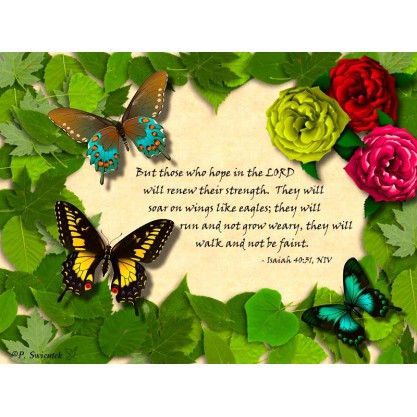 But those who hope in the LORD
will renew their strength. They will
soar on wings like eagles; they will
run and not grow weary, they will
walk and not be faint.
- Isaiah 40:31, NIV
©P. Swientek